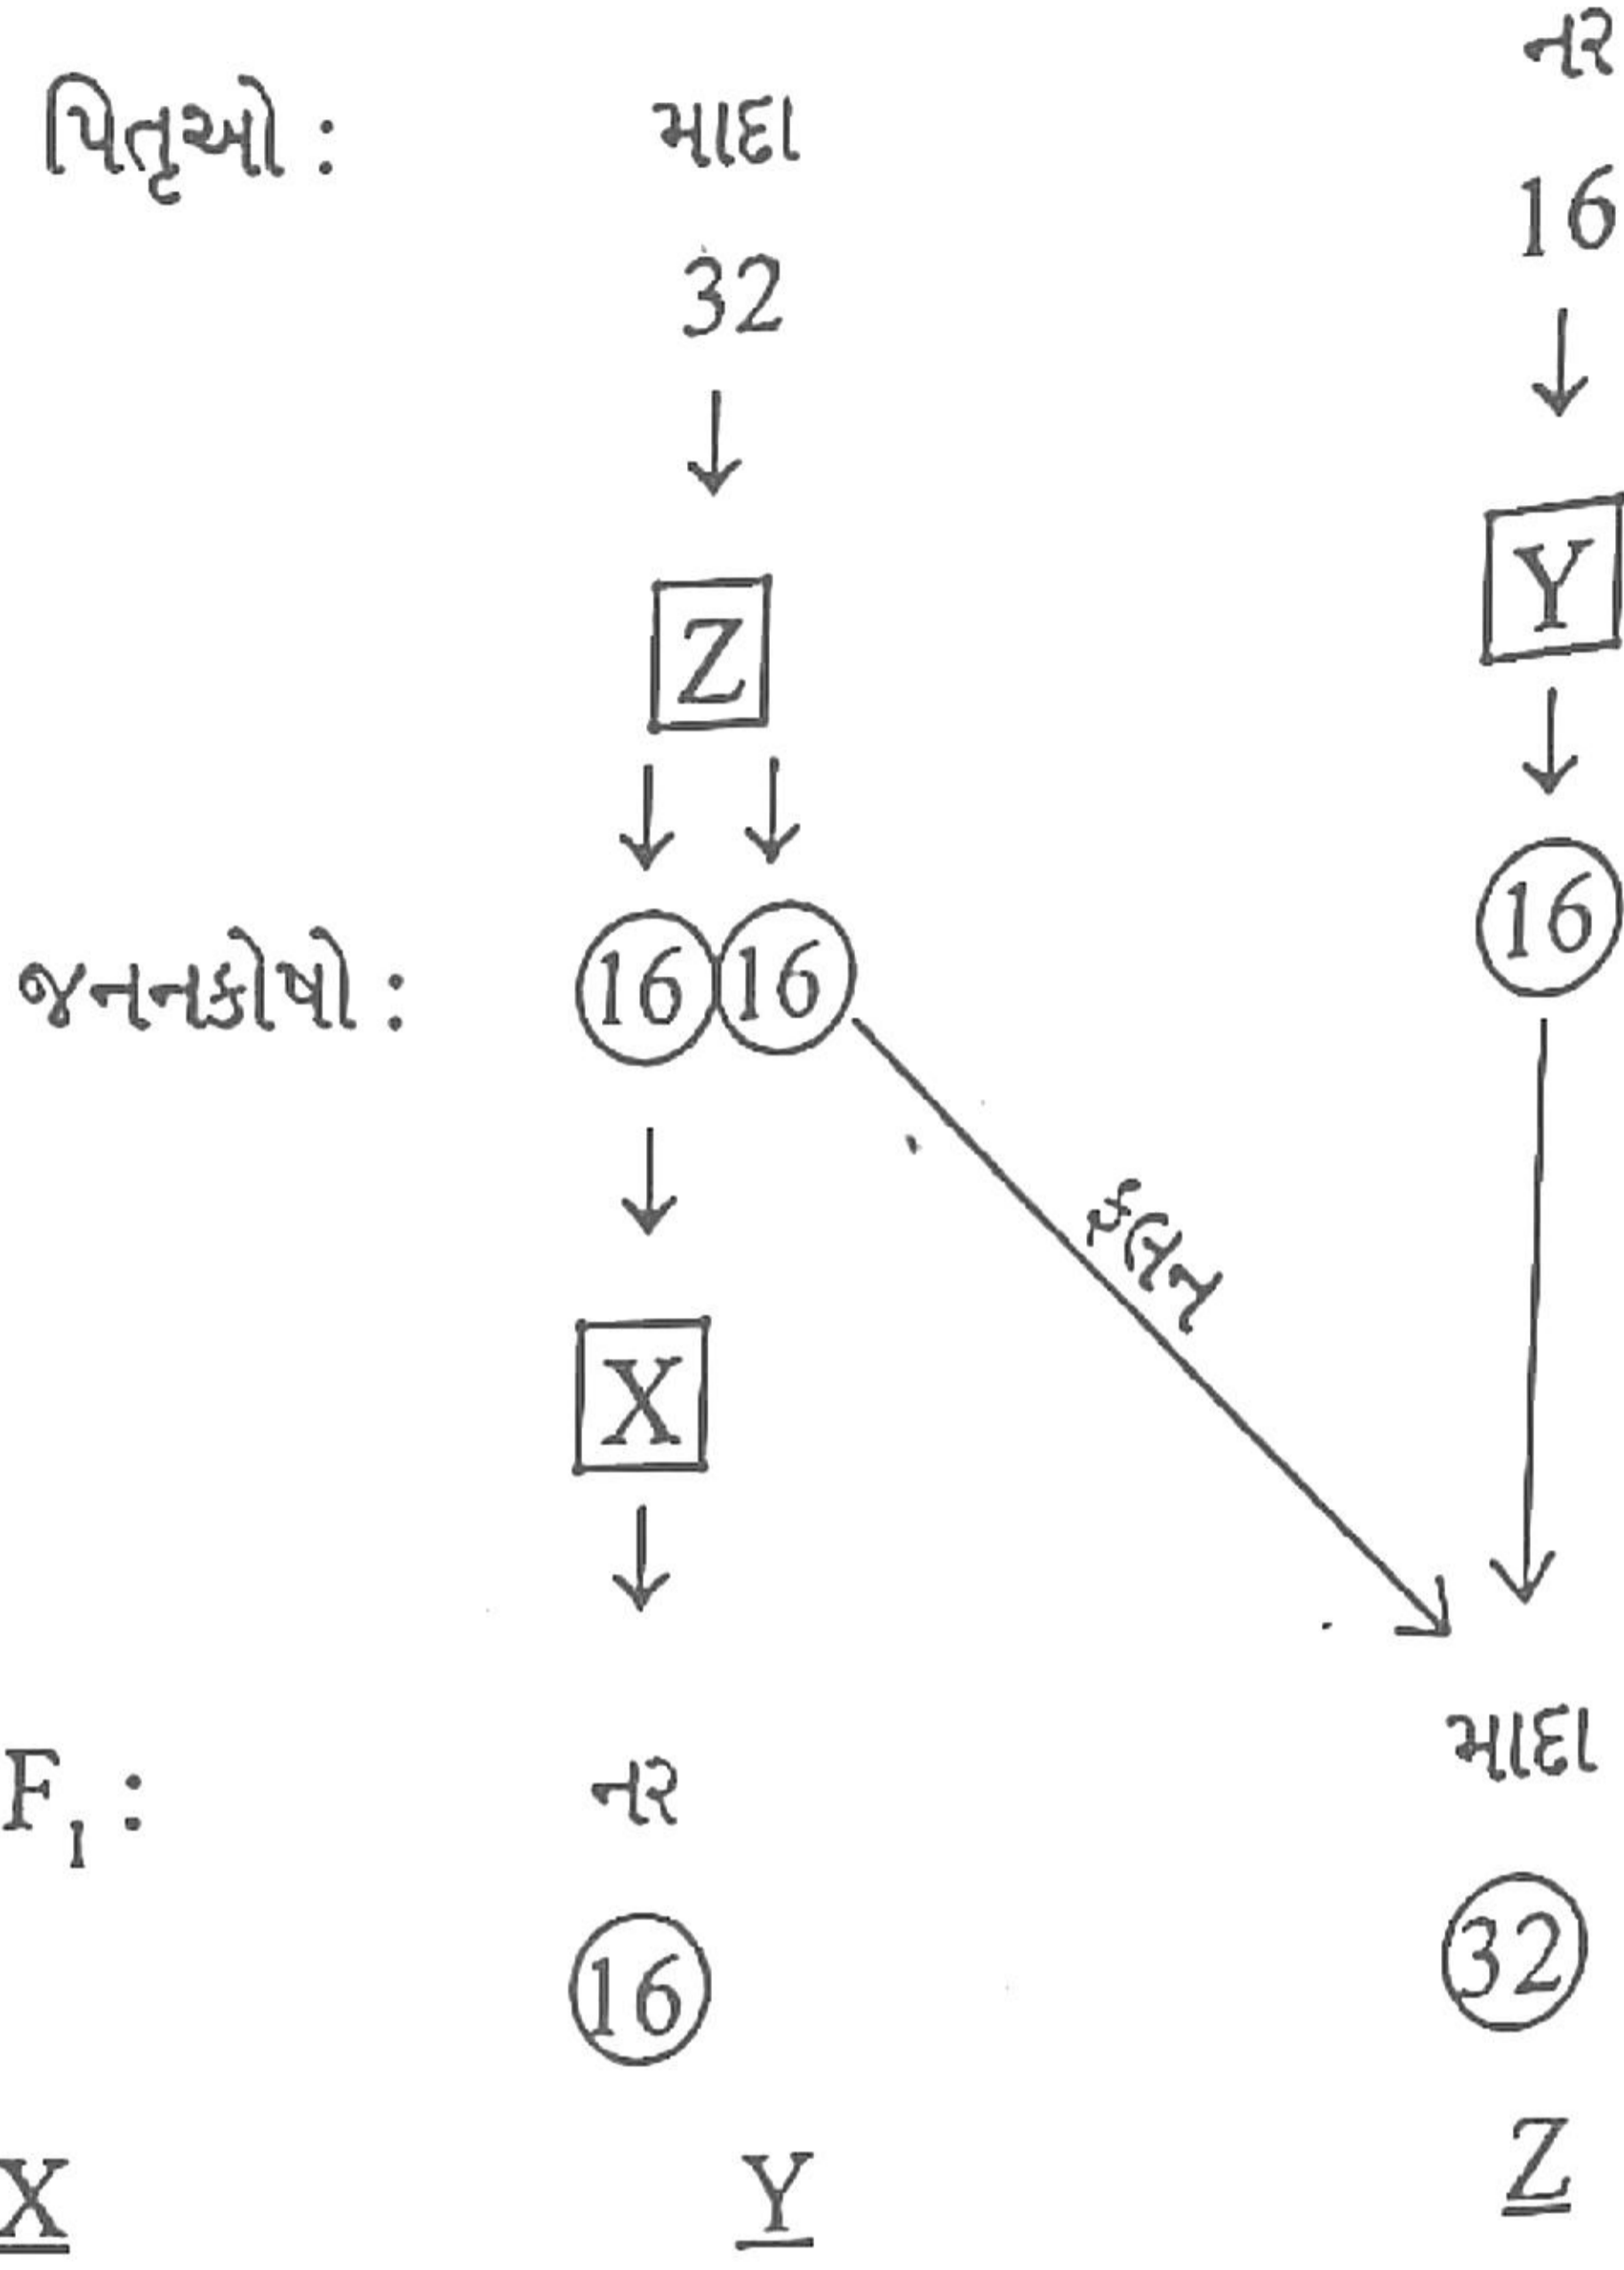 નર
પિતૃઓ : માદા
16
32
Y
Z
16
જનનકોષો : 16 16
ફલન
X
માદા
F1 : નર
32
16
X Y Z